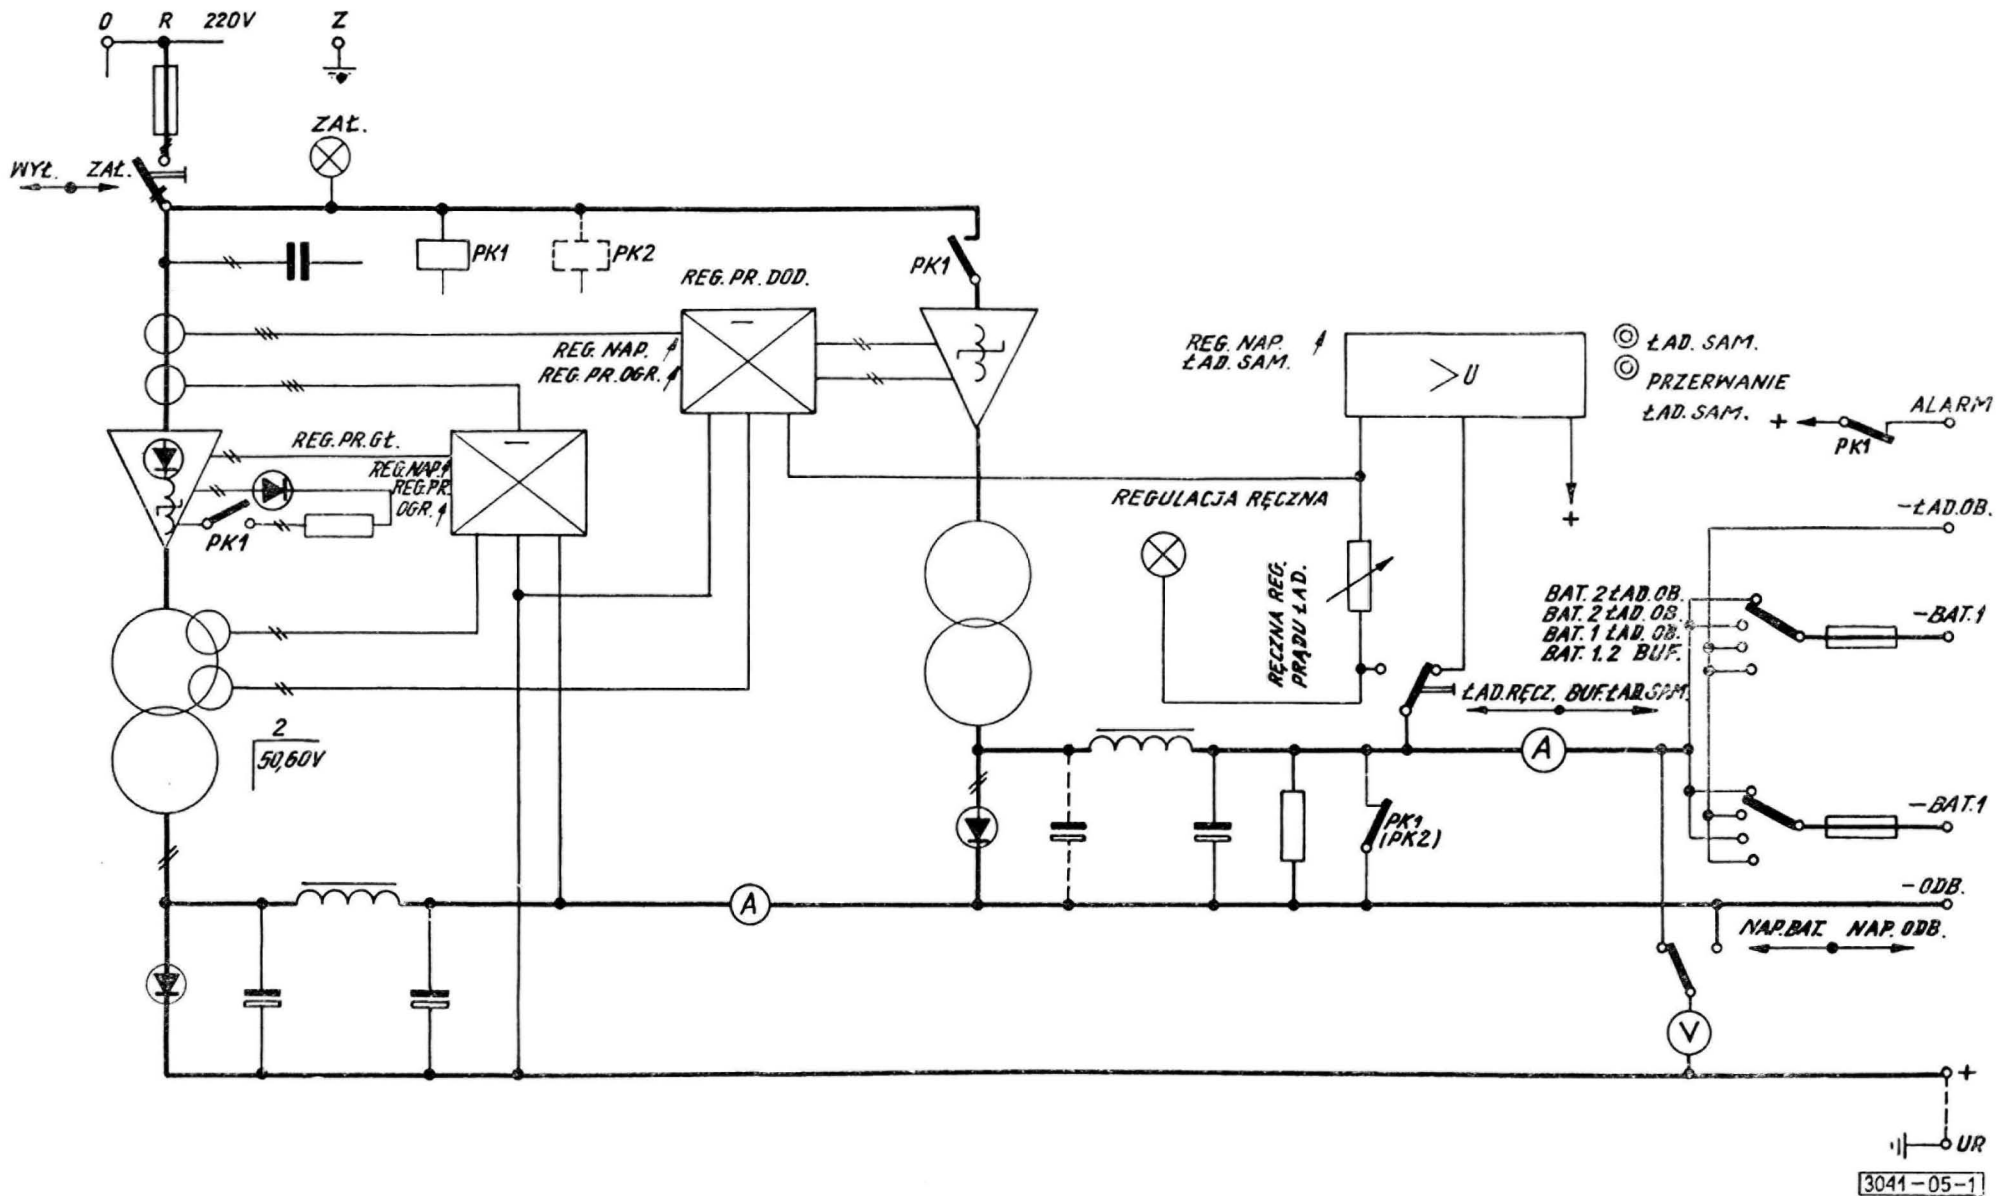 0 R 220V Z
ZAŁ.
WYŁ. ZAŁ.
PK1
PK2
PK1
REG. PR. DOD.
REG. NAP.
REG. PR. OGR.
REG. NAP.
ŁAD. SAM.
>U
ŁAD. SAM.
PRZERWANIE
ŁAD. SAM.
+
PK1
ALARM
REG. PR. GŁ.
REG. NAP.
REG. PR.
OGR.
PK1
REGULACJA RĘCZNA
+
RĘCZNA REG.
PRĄDU ŁAD.
-ŁAD. OB.
BAT. 2 ŁAD. OB.
BAT. 2 ŁAD. OB.
BAT. 1 ŁAD. OB.
BAT. 1.2 BUF.
-BAT.1
ŁAD. RĘCZ. BUF. ŁAD. SAM.
2
50,60V
A
PK1
(PK2)
-BAT.1
A
-ODB.
NAP. BAT. NAP. ODB.
V
+
UR
3041-05-1